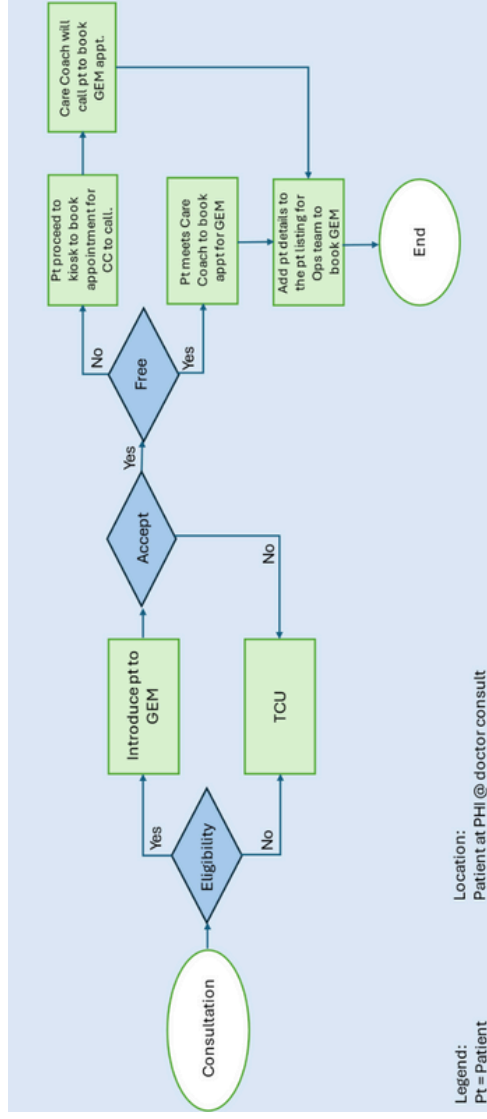 Consultation
Eligibility
Yes
No
Introduce pt to
GEM
TCU
Accept
Yes
No
Free
No
Yes
Pt proceed to
kiosk to book
appointment for
CC to call.
Care Coach will
call pt to book
GEM appt.
Pt meets Care
Coach to book
appt for GEM
Add pt details to
the pt listing for
Ops team to
book GEM
End
Legend:
Pt = Patient
Location:
Patient at PHI @ doctor consult